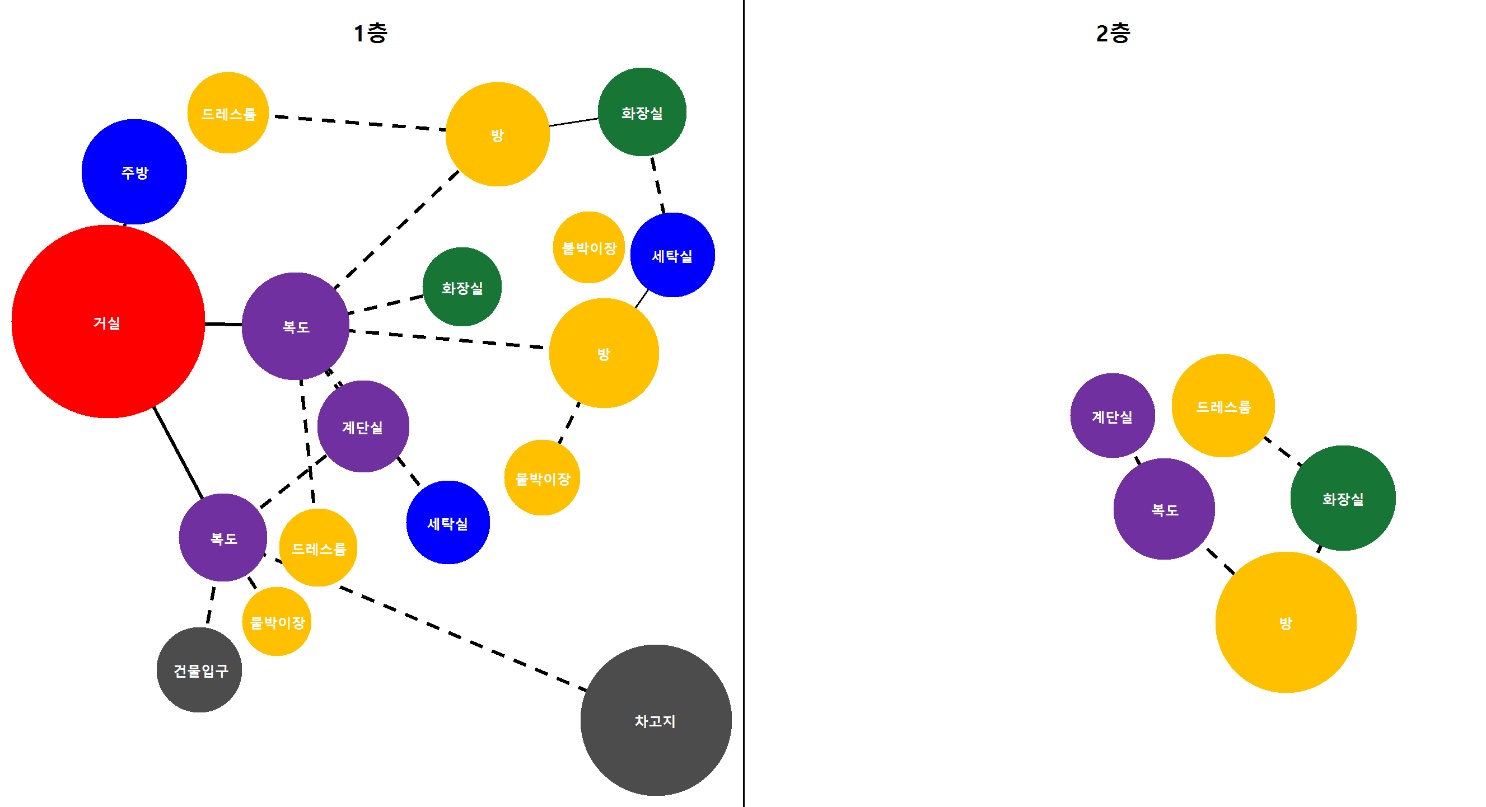 1층
드레스룸
방
화장실
주방
붙박이장
세탁실
화장실
거실
복도
방
계단실
붙박이장
세탁실
복도
드레스룸
붙박이장
건물입구
차고지
2층
계단실
드레스룸
화장실
복도
방